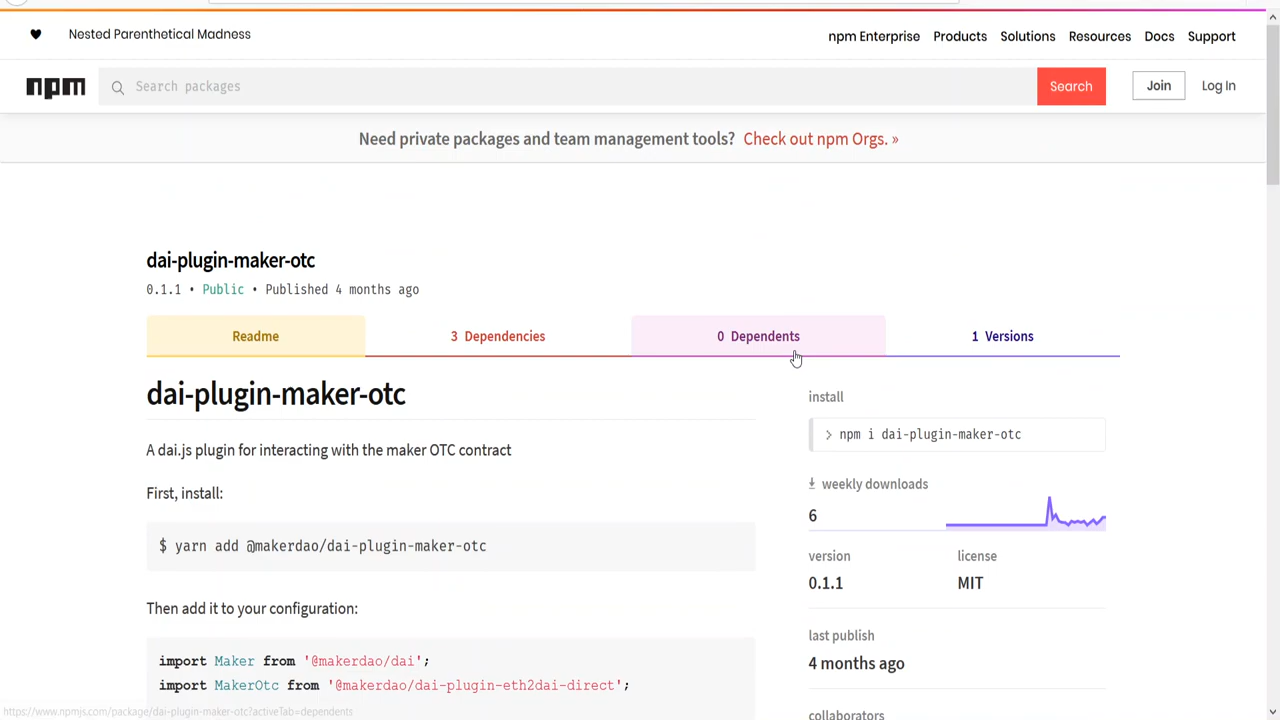 Nested Parenthetical Madness
npm Enterprise Products Solutions Resources Docs Support
npm Search packages Search Join Log In
Need private packages and team management tools? Check out npm Orgs. »
dai-plugin-maker-otc
0.1.1 • Public • Published 4 months ago
Readme 3 Dependencies 0 Dependents 1 Versions
dai-plugin-maker-otc
A dai.js plugin for interacting with the maker OTC contract
First, install:
$ yarn add @makerdao/dai-plugin-maker-otc
Then add it to your configuration:
import Maker from '@makerdao/dai';
import MakerOtc from '@makerdao/dai-plugin-eth2dai-direct';
install
> npm i dai-plugin-maker-otc
weekly downloads
6
version license
0.1.1 MIT
last publish
4 months ago
collaborators
https://www.npmjs.com/package/dai-plugin-maker-otc?activeTab=dependents